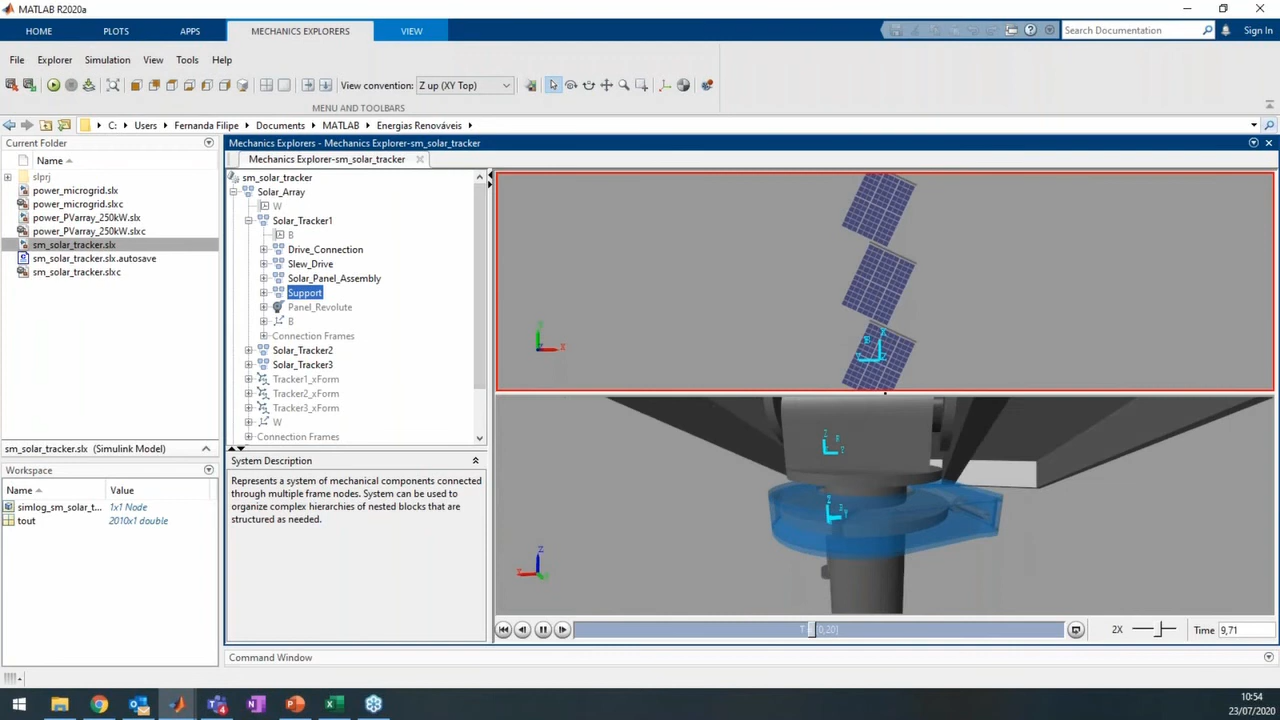 MATLAB R2020a
HOME PLOTS APPS MECHANICS EXPLORERS VIEW Search Documentation Sign In
File Explorer Simulation View Tools Help
View convention: Z up (XY Top)
MENU AND TOOLBARS
C: Users Fernanda Filipe Documents MATLAB Energias Renováveis
Current Folder
Name
slprj
power_microgrid.slx
power_microgrid.slxc
power_PVarray_250kW.slx
power_PVarray_250kW.slxc
sm_solar_tracker.slx
sm_solar_tracker.slx.autosave
sm_solar_tracker.slxc
sm_solar_tracker.slx (Simulink Model)
Workspace
Name Value
simlog_sm_solar_t... 1x1 Node
tout 2010x1 double
Mechanics Explorers - Mechanics Explorer-sm_solar_tracker
Mechanics Explorer-sm_solar_tracker
sm_solar_tracker
Solar_Array
W
Solar_Tracker1
B
Drive_Connection
Slew_Drive
Solar_Panel_Assembly
Support
Panel_Revolute
B
Connection Frames
Solar_Tracker2
Solar_Tracker3
Tracker1_xForm
Tracker2_xForm
Tracker3_xForm
W
Connection Frames
System Description
Represents a system of mechanical components connected
through multiple frame nodes. System can be used to
organize complex hierarchies of nested blocks that are
structured as needed.
2X Time 9,71
Command Window
10:54
23/07/2020